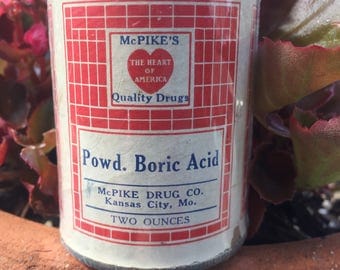 McPIKE'S
THE HEART
OF
AMERICA
Quality Drugs
Powd. Boric Acid
McPIKE DRUG CO.
Kansas City, Mo.
TWO OUNCES